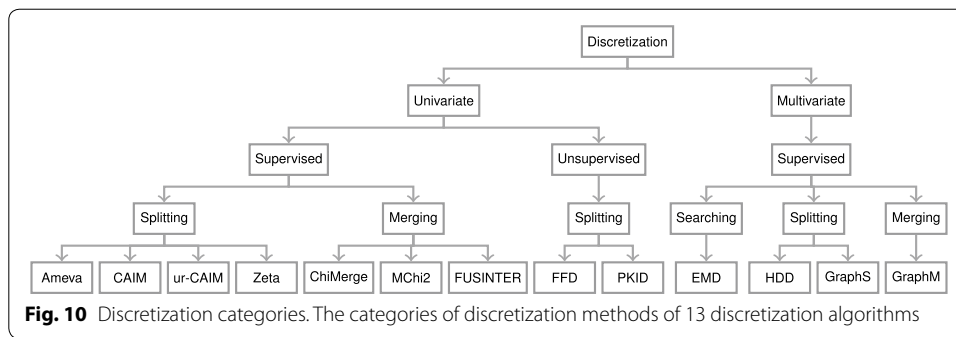 Discretization
Univariate Multivariate
Supervised Unsupervised Supervised
Splitting Merging Splitting Searching Splitting Merging
Ameva CAIM ur-CAIM Zeta ChiMerge MChi2 FUSINTER FFD PKID EMD HDD GraphS GraphM
Fig. 10 Discretization categories. The categories of discretization methods of 13 discretization algorithms